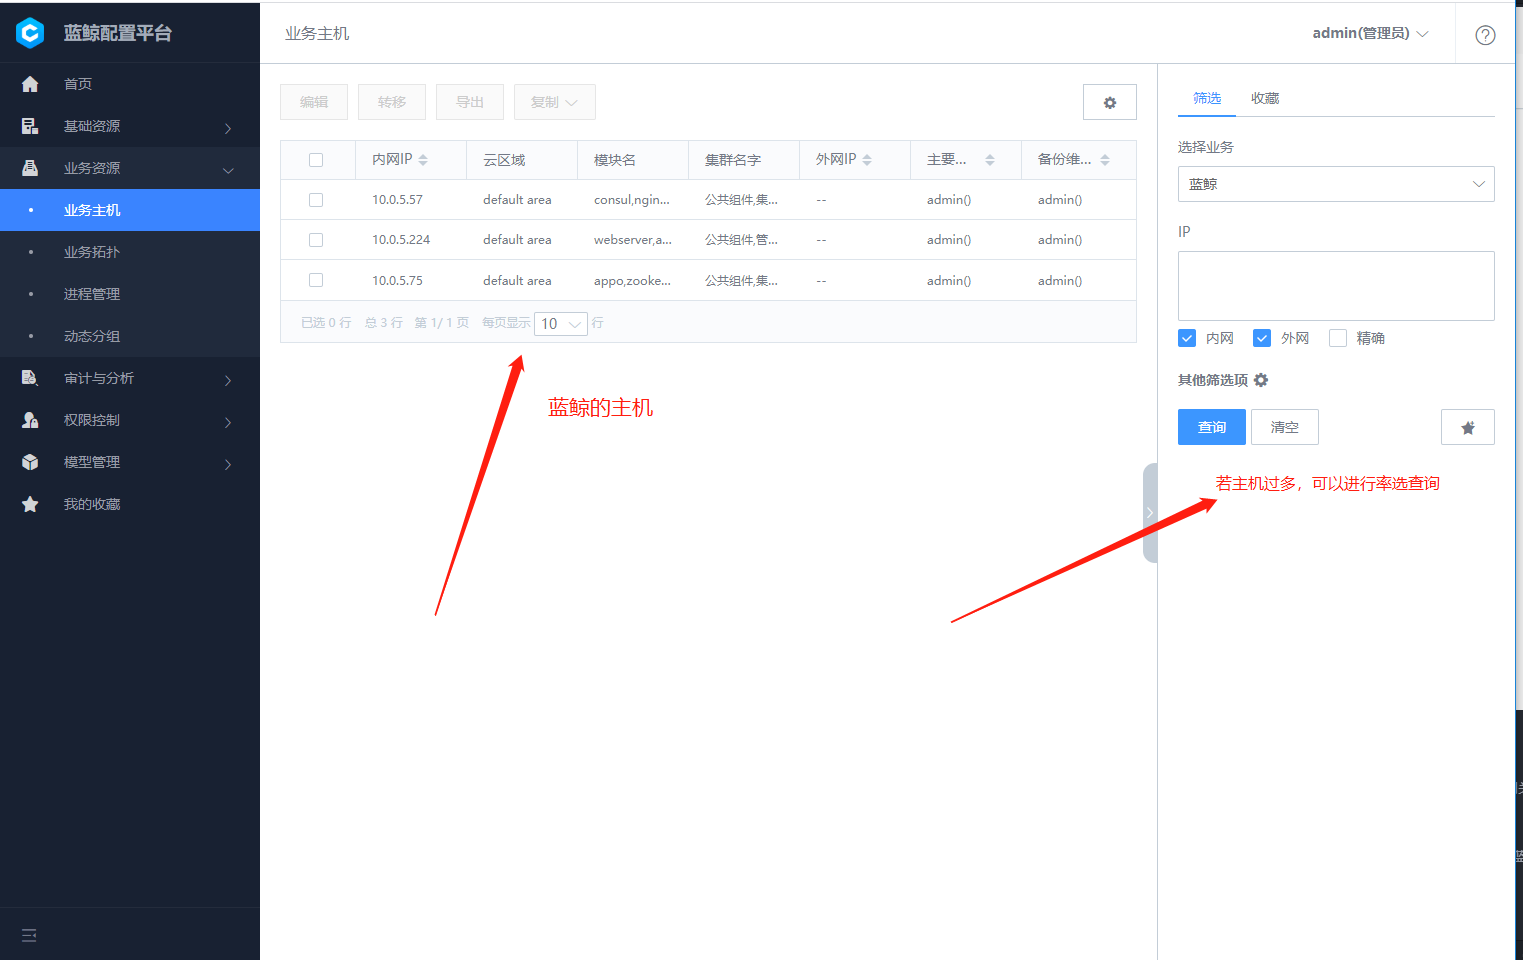 蓝鲸配置平台
首页
基础资源
业务资源
业务主机
业务拓扑
进程管理
动态分组
审计与分析
权限控制
模型管理
我的收藏
业务主机
admin(管理员)
编辑 转移 导出 复制
内网IP 云区域 模块名 集群名字 外网IP 主要... 备份维...
10.0.5.57 default area consul,ngin... 公共组件,集... -- admin() admin()
10.0.5.224 default area webserver,a... 公共组件,管... -- admin() admin()
10.0.5.75 default area appo,zooke... 公共组件,集... -- admin() admin()
已选 0 行 总 3 行 第 1/ 1 页 每页显示 10 行
蓝鲸的主机
筛选 收藏
选择业务
蓝鲸
IP
内网 外网 精确
其他筛选项
查询 清空
若主机过多，可以进行率选查询